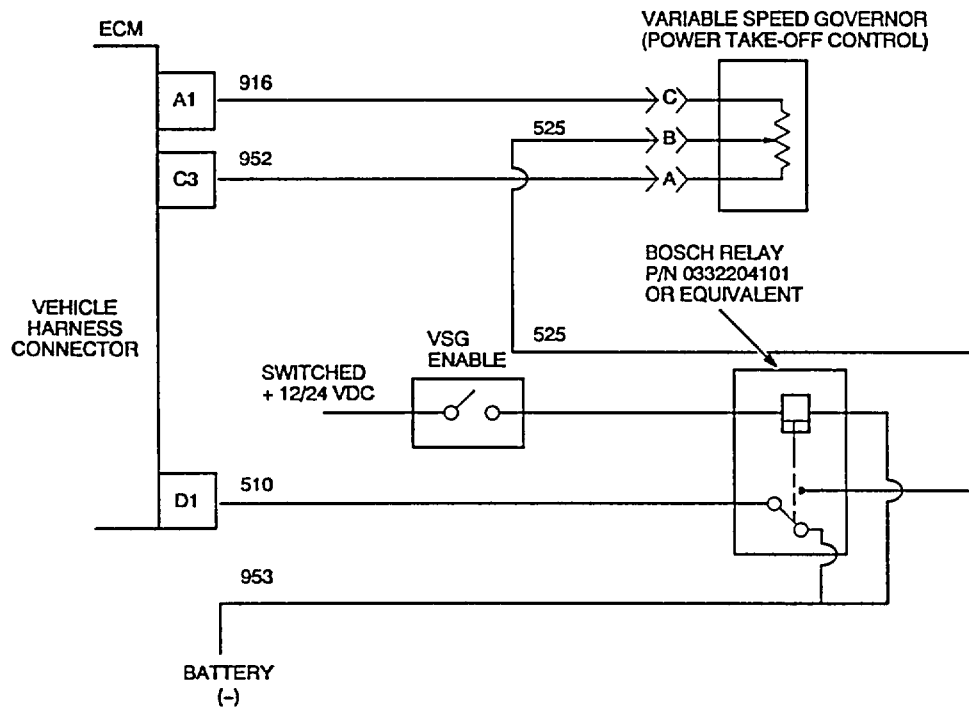 ECM
VARIABLE SPEED GOVERNOR
(POWER TAKE-OFF CONTROL)
A1
916
C
525
B
952
C3
A
BOSCH RELAY
P/N 0332204101
OR EQUIVALENT
VEHICLE
HARNESS
CONNECTOR
VSG
ENABLE
525
SWITCHED
+ 12/24 VDC
D1
510
953
BATTERY
(-)